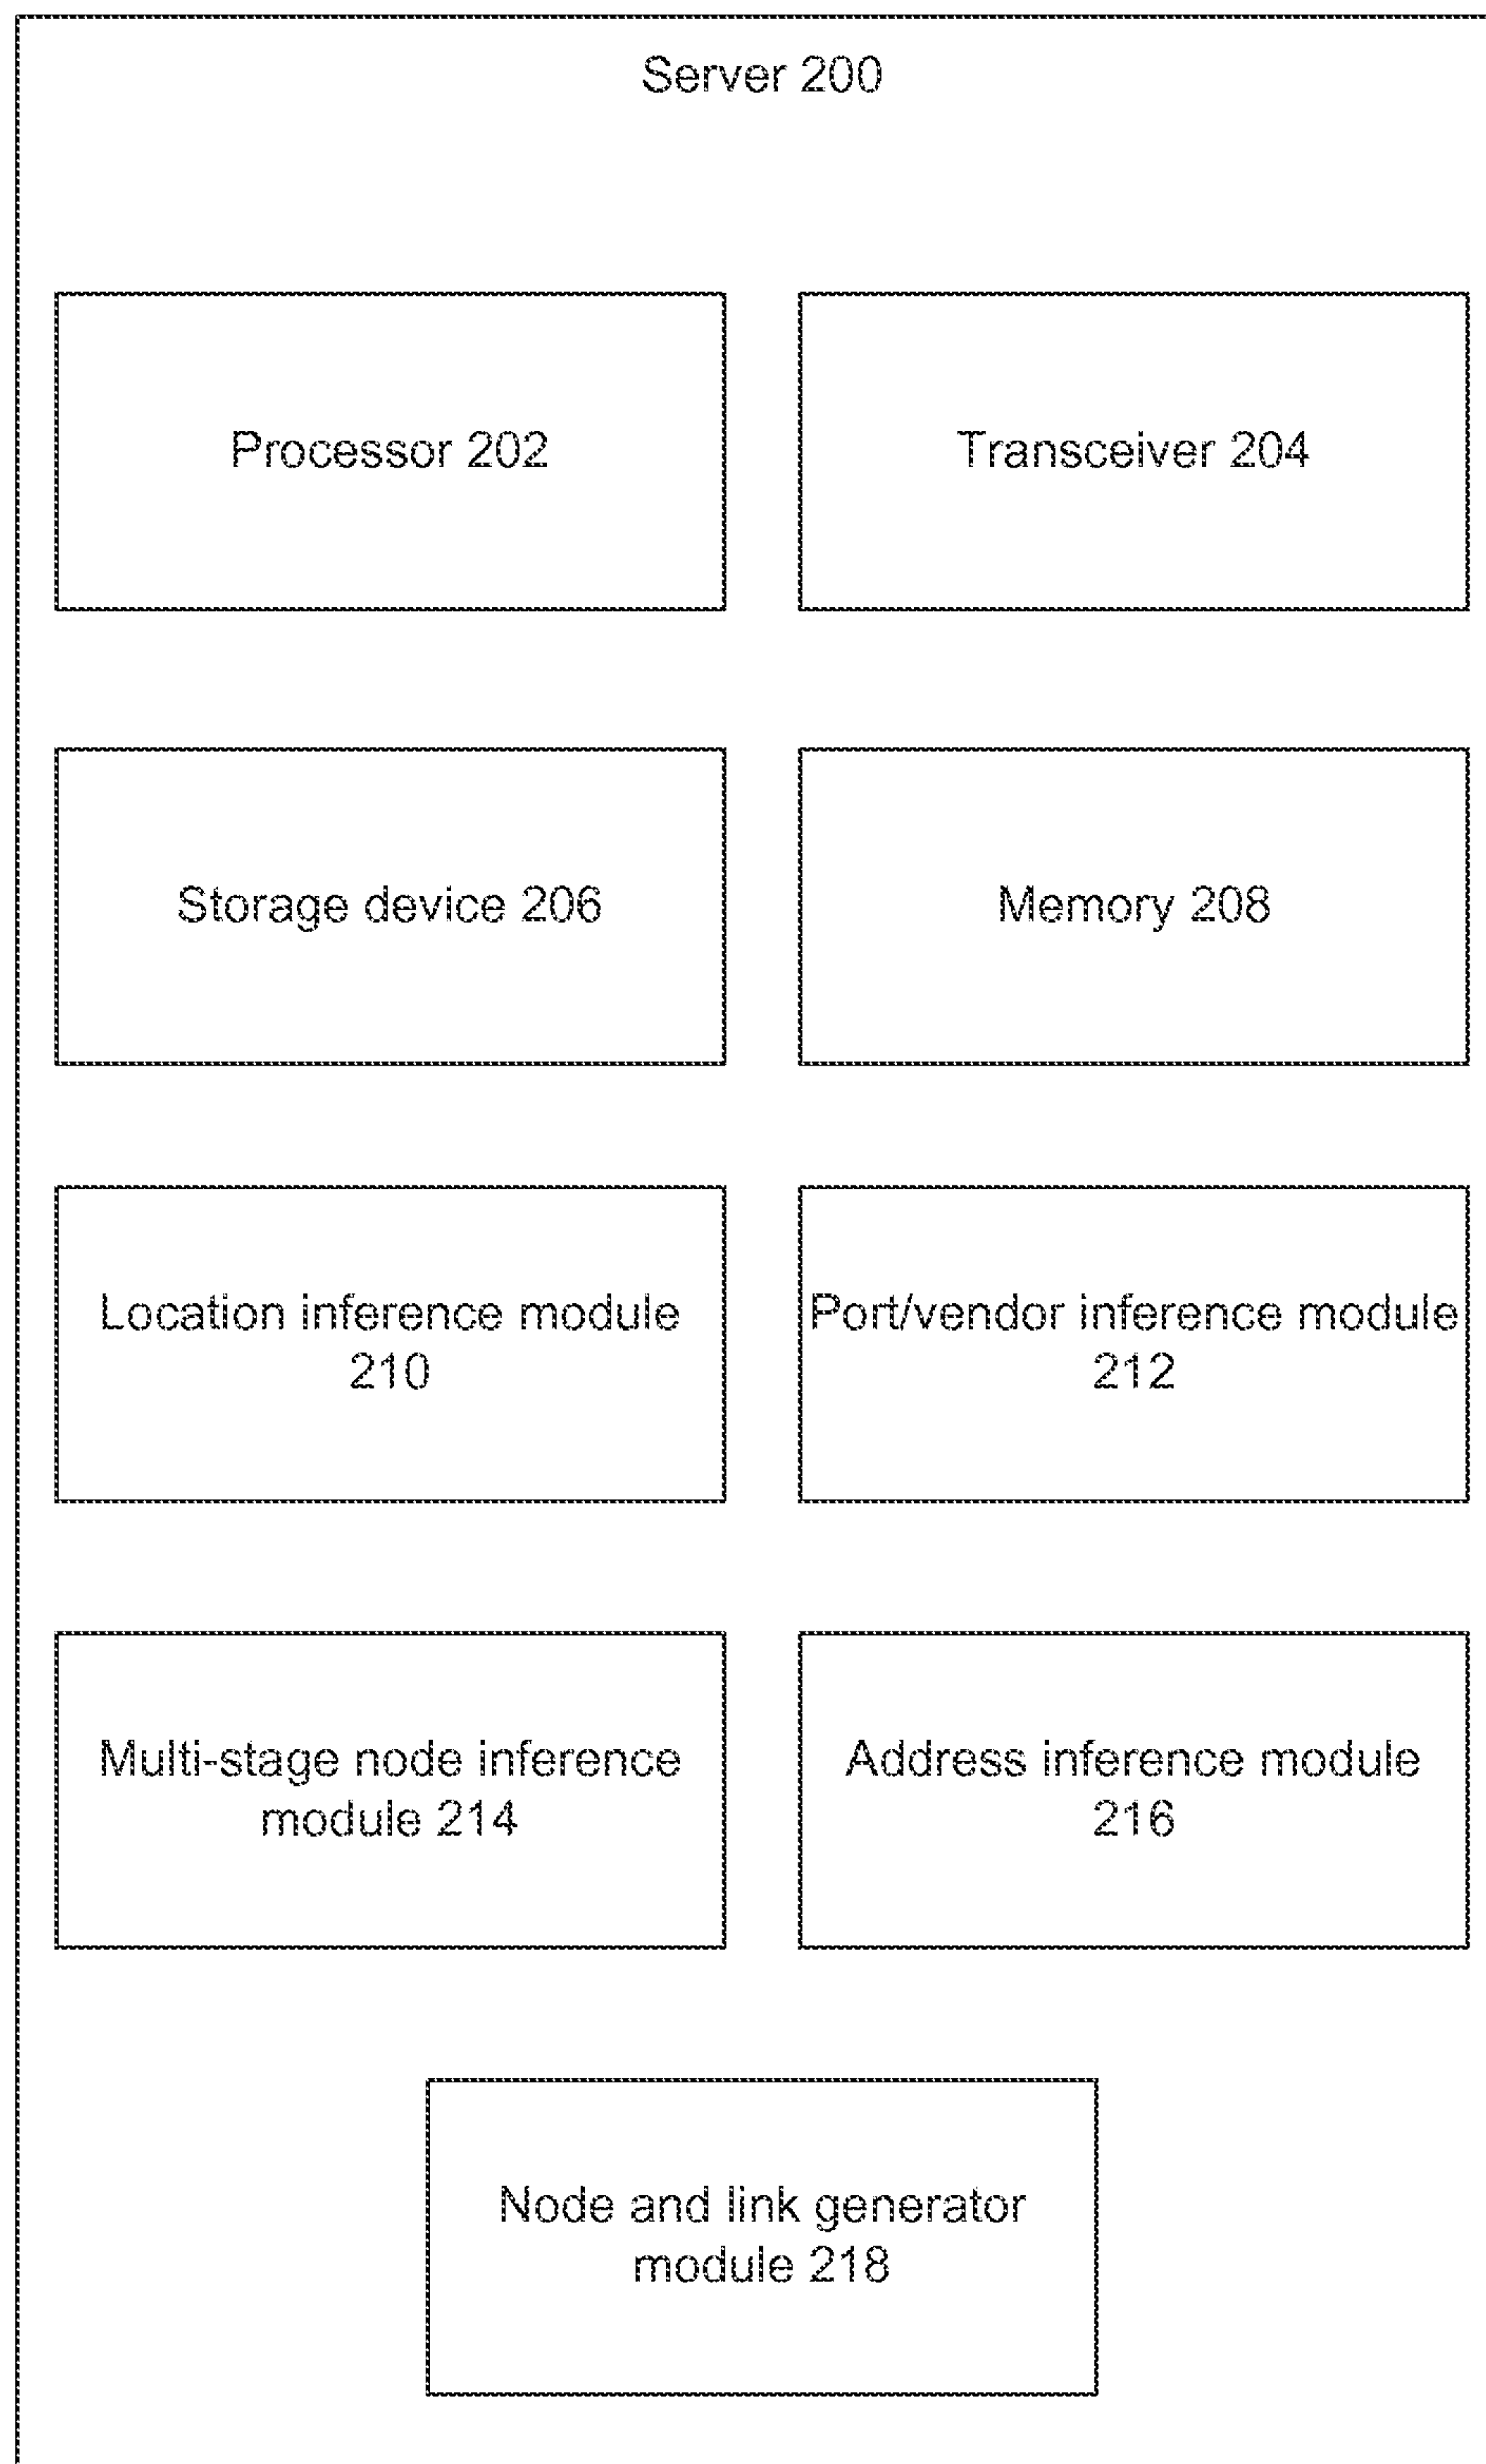 Server 200
Processor 202
Transceiver 204
Storage device 206
Memory 208
Location inference module
210
Port/vendor inference module
212
Multi-stage node inference
module 214
Address inference module
216
Node and link generator
module 218